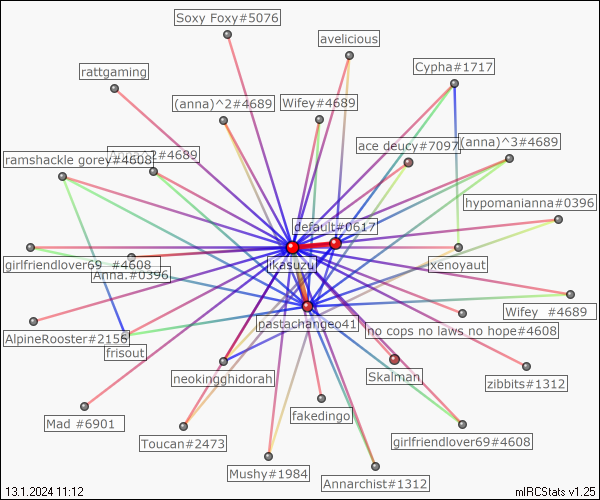 Soxy Foxy#5076
avelicious
Cypha#1717
rattgaming
(anna)^2#4689
Wifey#4689
ace deucy#7097
(anna)^3#4689
ramshackle gorey#4608
^2#4689
hypomanianna#0396
default#0617
girlfriendlover69 #4608
Anna.#0396
ikasuzu
xenoyaut
Wifey #4689
AlpineRooster#2156
pastachangeo41
no cops no laws no hope#4608
frisout
neokingghidorah
Skalman
zibbits#1312
Mad #6901
fakedingo
Toucan#2473
girlfriendlover69#4608
Mushy#1984
Annarchist#1312
13.1.2024 11:12
mIRCStats v1.25